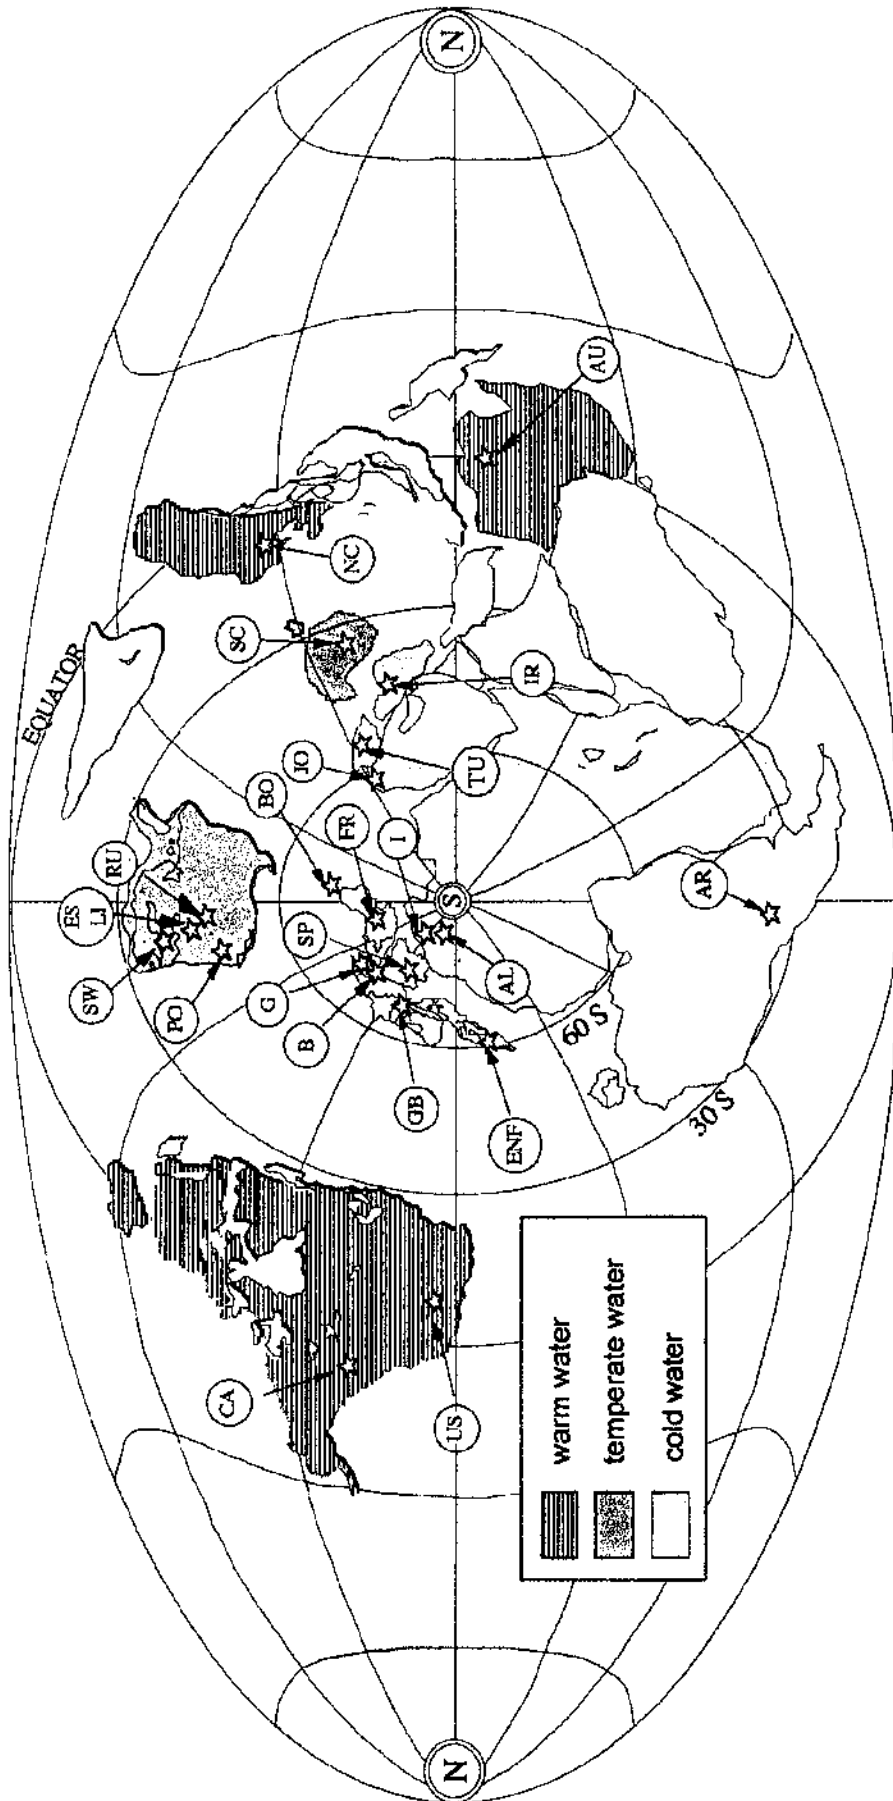 N
EQUATOR
AU
NC
SC
IR
IO
TU
BO
FR
I
RU
ES
LI
SW
PO
SP
G
B
GB
S
AL
AR
ENF
60 S
30 S
CA
US
warm water
temperate water
cold water
N